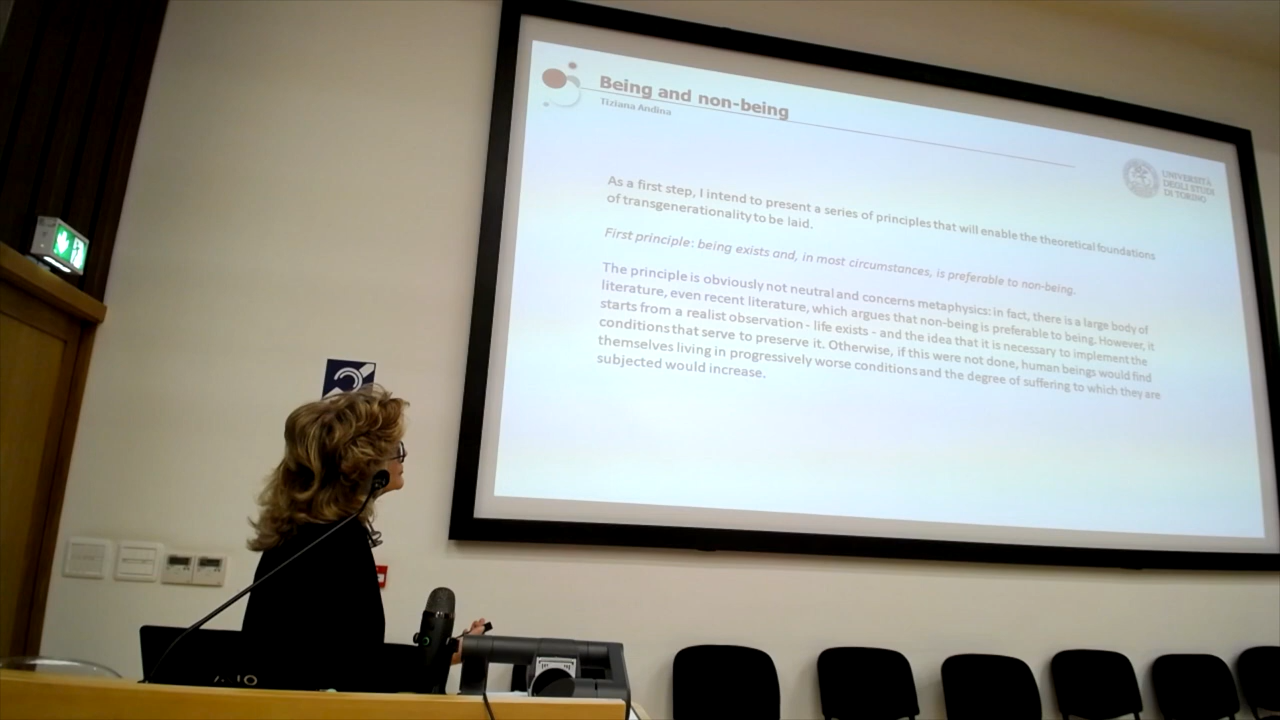 Being and non-being
Tiziana Andina
UNIVERSITÀ
DEGLI STUDI
DI TORINO
As a first step, I intend to present a series of principles that will enable the theoretical foundations
of transgenerationality to be laid.
First principle: being exists and, in most circumstances, is preferable to non-being.
The principle is obviously not neutral and concerns metaphysics: in fact, there is a large body of
literature, even recent literature, which argues that non-being is preferable to being. However, it
starts from a realist observation - life exists - and the idea that it is necessary to implement the
conditions that serve to preserve it. Otherwise, if this were not done, human beings would find
themselves living in progressively worse conditions and the degree of suffering to which they are
subjected would increase.